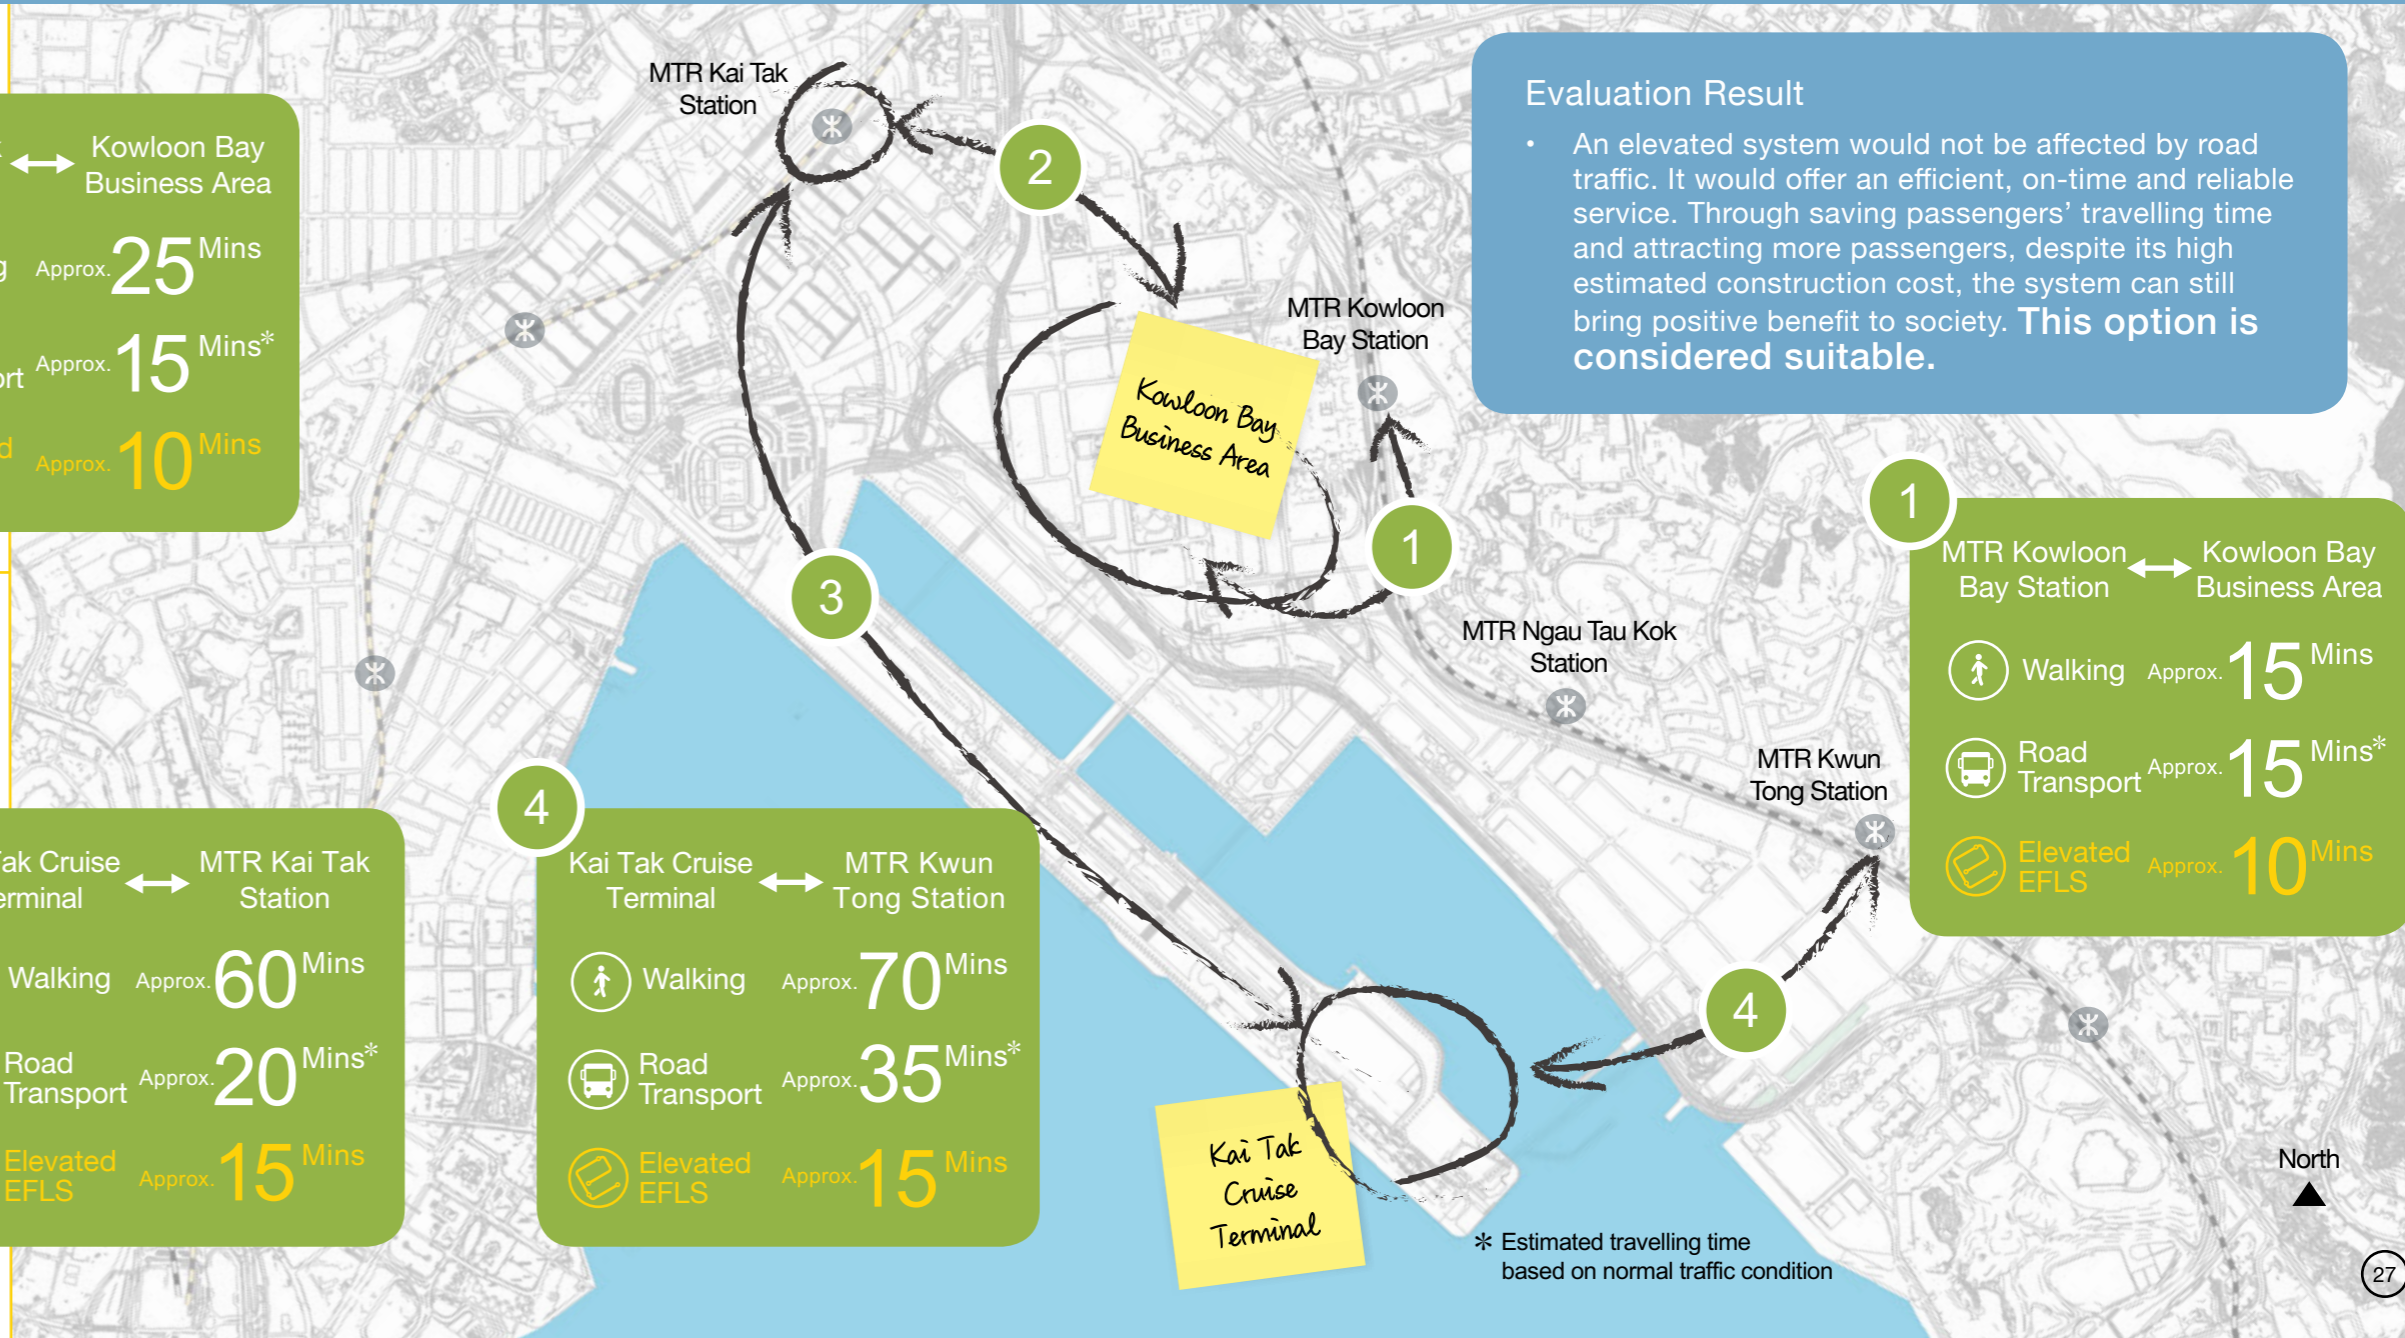 MTR Kai Tak
Station
2
Evaluation Result
• An elevated system would not be affected by road
traffic. It would offer an efficient, on-time and reliable
service. Through saving passengers’ travelling time
and attracting more passengers, despite its high
estimated construction cost, the system can still
bring positive benefit to society. This option is
considered suitable.
Kowloon Bay
Business Area
Approx. 25 Mins
Approx. 15 Mins*
Approx. 10 Mins
MTR Kowloon
Bay Station
Kowloon Bay
Business Area
1
3
MTR Ngau Tau Kok
Station
MTR Kwun
Tong Station
1
MTR Kowloon Bay Station
Kowloon Bay Business Area
Walking Approx. 15 Mins
Road
Transport Approx. 15 Mins*
Elevated
EFLS Approx. 10 Mins
Cruise
MTR Kai Tak
Station
Walking Approx. 60 Mins
Road
Transport Approx. 20 Mins*
Elevated
EFLS Approx. 15 Mins
4
Kai Tak Cruise
Terminal
MTR Kwun
Tong Station
Walking Approx. 70 Mins
Road
Transport Approx. 35 Mins*
Elevated
EFLS Approx. 15 Mins
4
Kai Tak
Cruise
Terminal
* Estimated travelling time
based on normal traffic condition
North
27